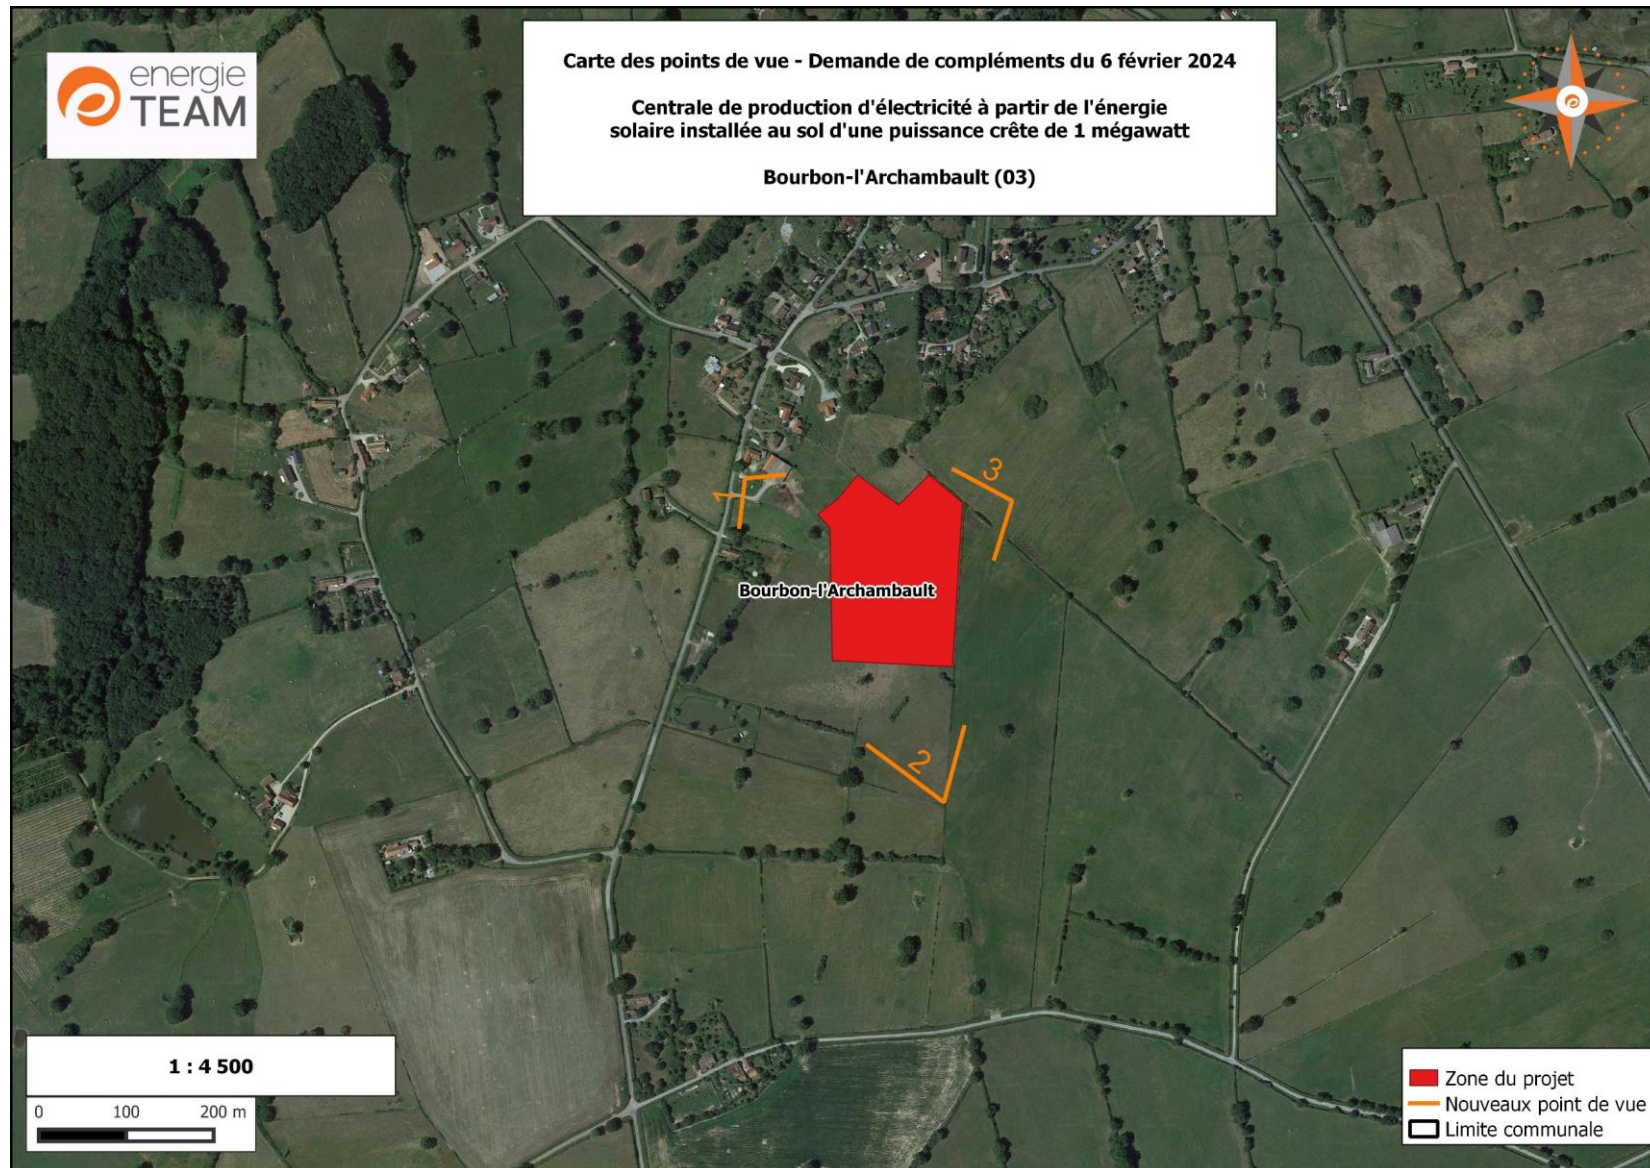 energie
TEAM
Carte des points de vue - Demande de compléments du 6 février 2024
Centrale de production d'électricité à partir de l'énergie
solaire installée au sol d'une puissance crête de 1 mégawatt
Bourbon-l'Archambault (03)
E
S
1
3
Bourbon-l'Archambault
2
1 : 4 500
0 100 200 m
Zone du projet
Nouveaux point de vue
Limite communale